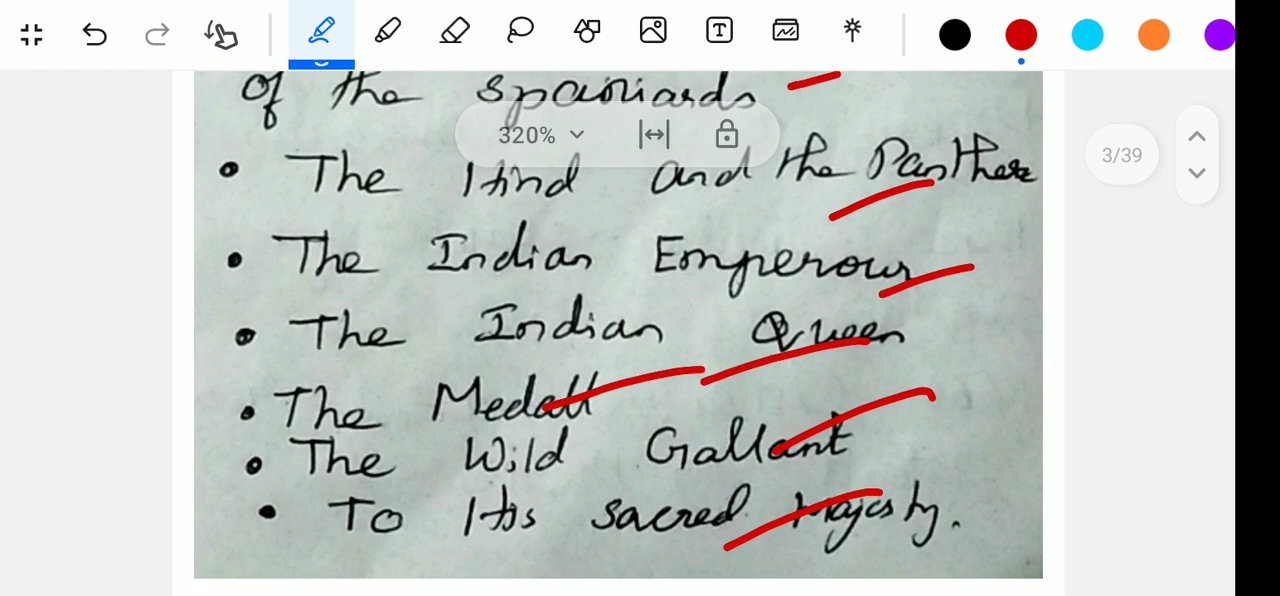 of the spainiards
320%
3/39
• The Hind and the Panther
• The Indian Emperour
• The Indian Queen
• The Medall
• The Wild Gallant
• To His sacred Majesty.